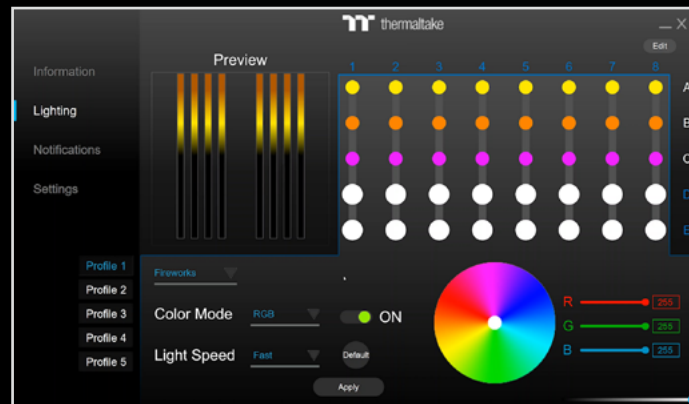 thermaltake
Edit
Preview
1 2 3 4 5 6 7 8
Information
Lighting
Notifications
Settings
A
B
C
D
E
Profile 1
Profile 2
Profile 3
Profile 4
Profile 5
Fireworks
Color Mode RGB ON
Light Speed Fast Default
Apply
R 255
G 255
B 255